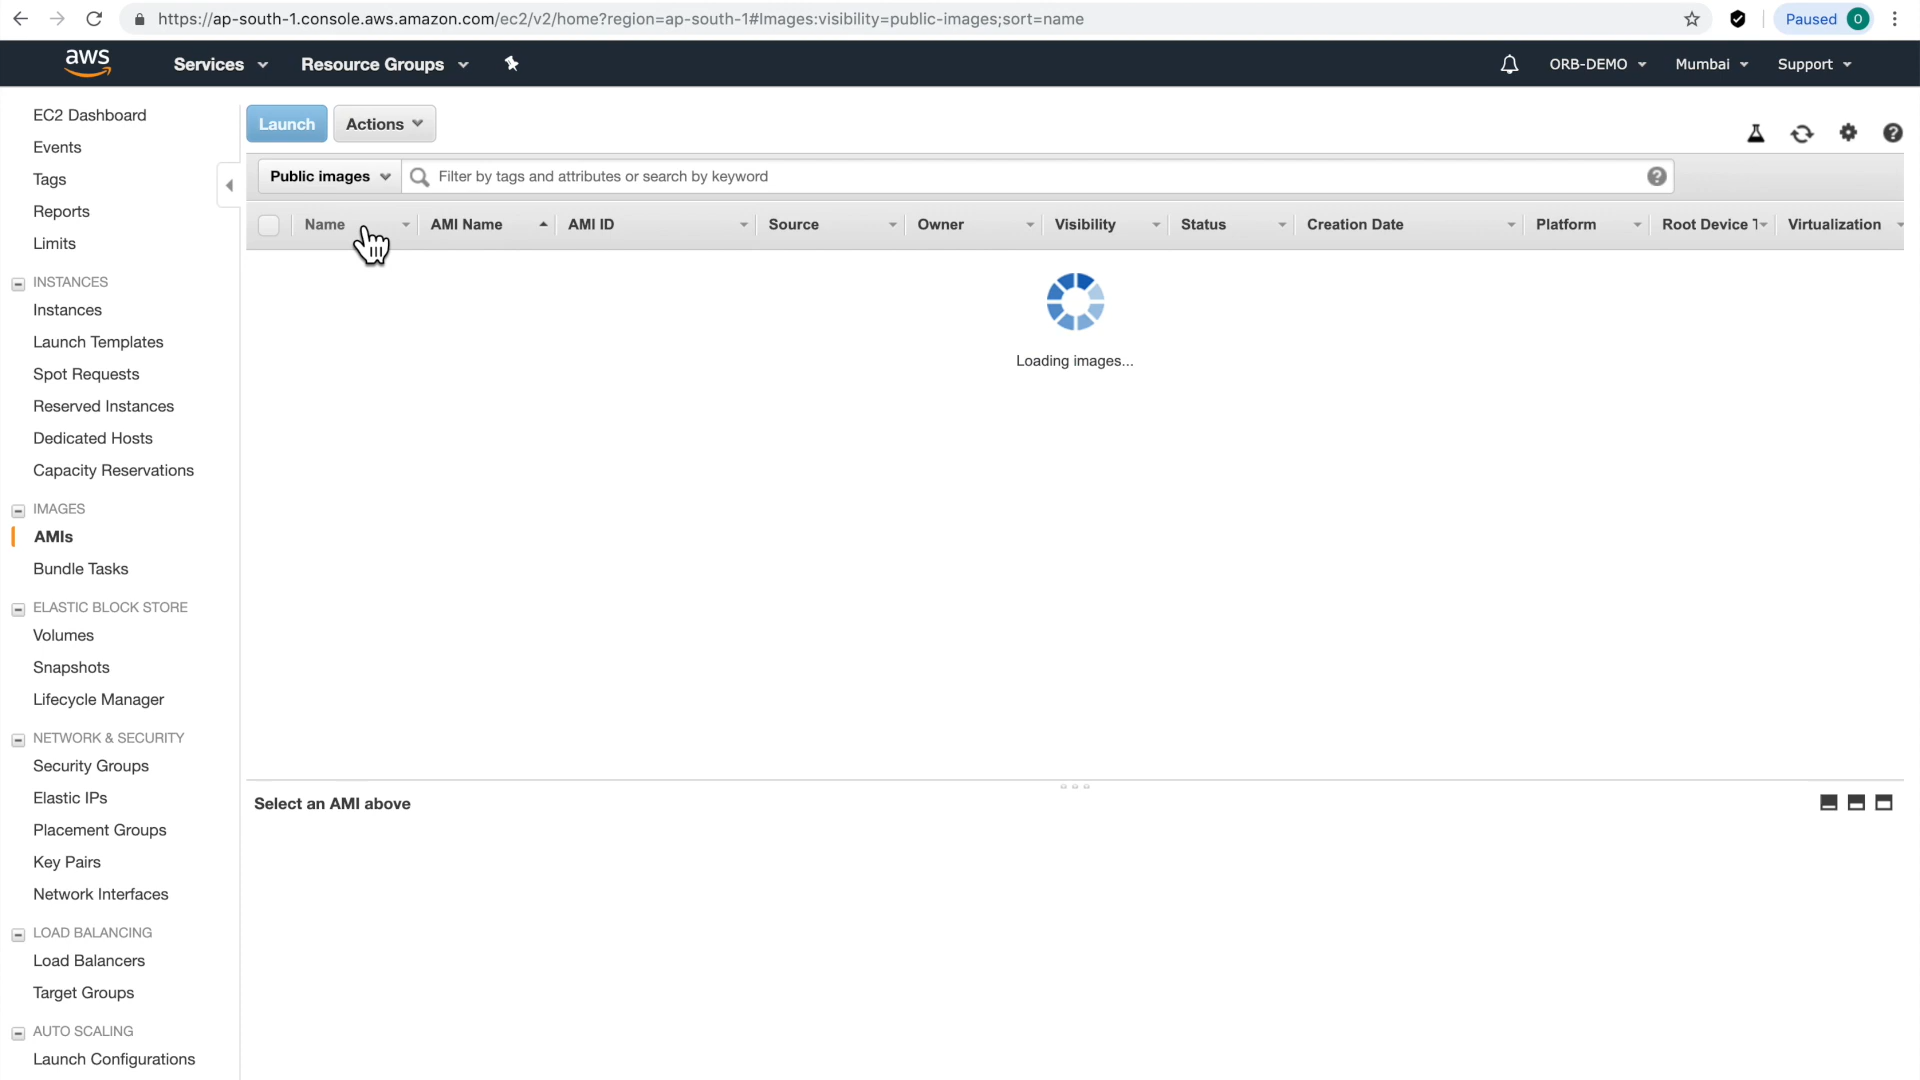 https://ap-south-1.console.aws.amazon.com/ec2/v2/home?region=ap-south-1#Images:visibility=public-images;sort=name
Paused 0
aws
Services
Resource Groups
ORB-DEMO
Mumbai
Support
EC2 Dashboard
Events
Tags
Reports
Limits
INSTANCES
Instances
Launch Templates
Spot Requests
Reserved Instances
Dedicated Hosts
Capacity Reservations
IMAGES
AMIs
Bundle Tasks
ELASTIC BLOCK STORE
Volumes
Snapshots
Lifecycle Manager
NETWORK & SECURITY
Security Groups
Elastic IPs
Placement Groups
Key Pairs
Network Interfaces
LOAD BALANCING
Load Balancers
Target Groups
AUTO SCALING
Launch Configurations
Launch
Actions
Public images
Filter by tags and attributes or search by keyword
Name AMI Name AMI ID Source Owner Visibility Status Creation Date Platform Root Device T Virtualization
Loading images...
Select an AMI above